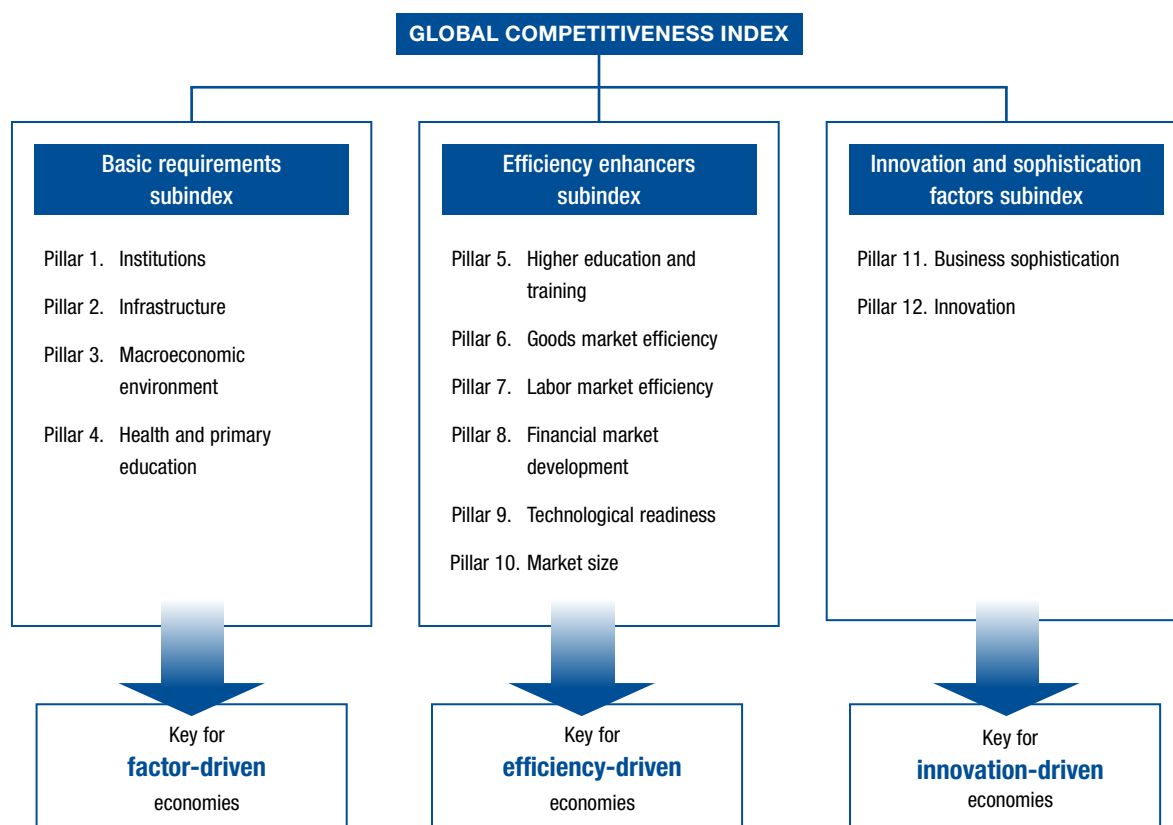 GLOBAL COMPETITIVENESS INDEX
Basic requirements
subindex
Pillar 1. Institutions
Pillar 2. Infrastructure
Pillar 3. Macroeconomic
environment
Pillar 4. Health and primary
education
Key for
factor-driven
economies
Efficiency enhancers
subindex
Pillar 5. Higher education and
training
Pillar 6. Goods market efficiency
Pillar 7. Labor market efficiency
Pillar 8. Financial market
development
Pillar 9. Technological readiness
Pillar 10. Market size
Key for
efficiency-driven
economies
Innovation and sophistication
factors subindex
Pillar 11. Business sophistication
Pillar 12. Innovation
Key for
innovation-driven
economies